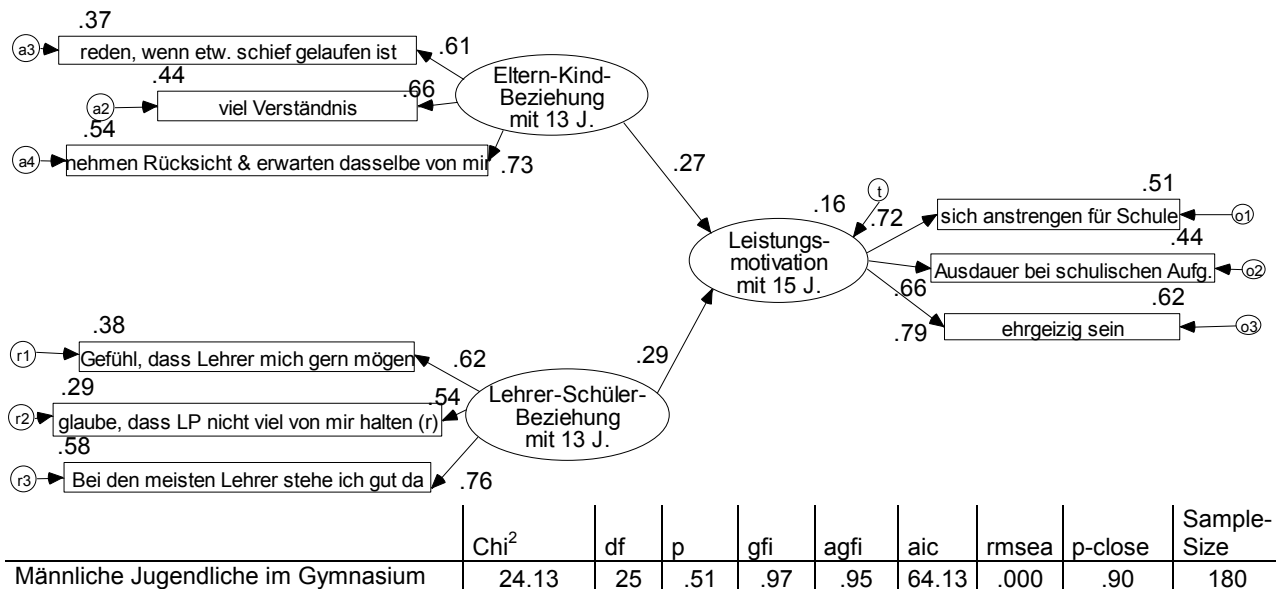 .37
a3 reden, wenn etw. schief gelaufen ist .61
.44
a2 viel Verständnis .66
.54
a4 nehmen Rücksicht & erwarten dasselbe von mir .73
Eltern-Kind-
Beziehung
mit 13 J.
.27
.29
.16
t
Leistungs-
motivation
mit 15 J.
.51
.72 sich anstrengen für Schule o1
.44
.66 Ausdauer bei schulischen Aufg. o2
.62
.79 ehrgeizig sein o3
.38
r1 Gefühl, dass Lehrer mich gern mögen .62
.29
r2 glaube, dass LP nicht viel von mir halten (r) .54
.58
r3 Bei den meisten Lehrer stehe ich gut da .76
Lehrer-Schüler-
Beziehung
mit 13 J.
Chi² df p gfi agfi aic rmsea p-close Sample-
Size
Männliche Jugendliche im Gymnasium 24.13 25 .51 .97 .95 64.13 .000 .90 180